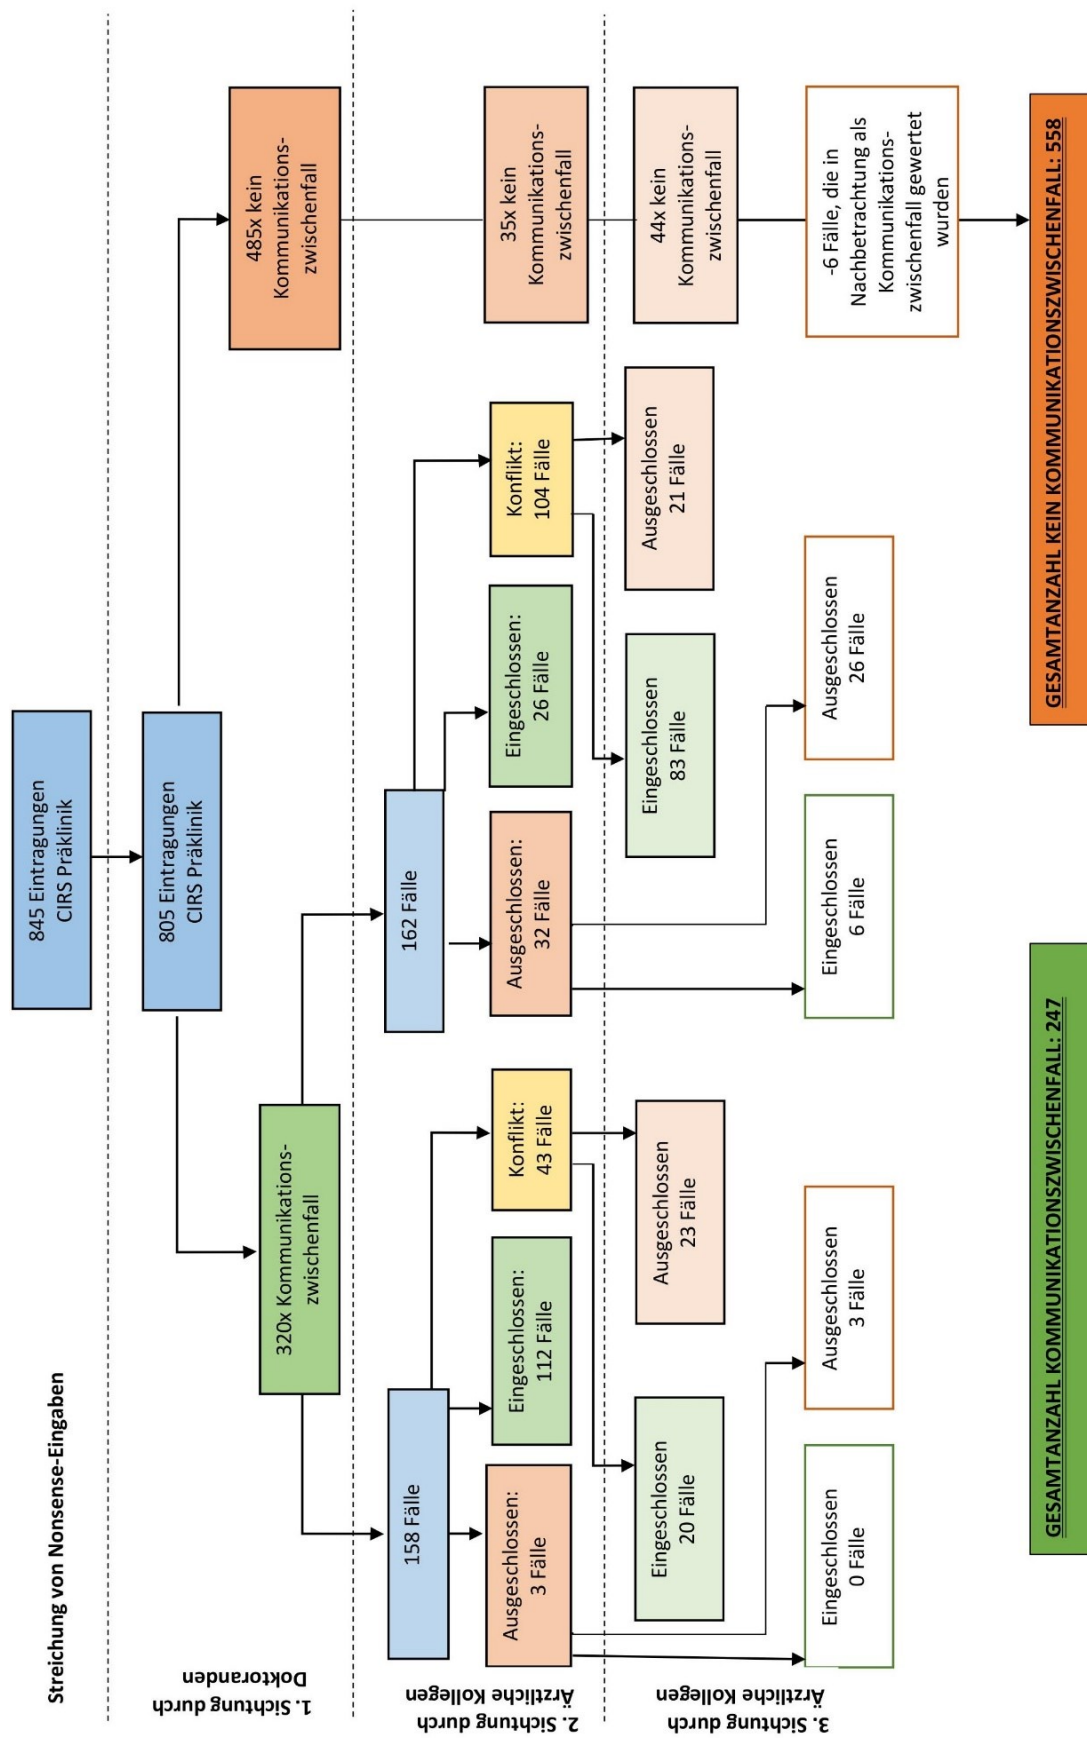 Streichung von Nonsense-Eingaben
845 Eintragungen
CIRS Präklinik
1. Sichtung durch
Doktoranden
805 Eintragungen
CIRS Präklinik
320x Kommunikations-
zwischenfall
485x kein
Kommunikations-
zwischenfall
2. Sichtung durch
Ärztliche Kollegen
158 Fälle
162 Fälle
Ausgeschlossen:
3 Fälle
Eingeschlossen:
112 Fälle
Konflikt:
43 Fälle
Ausgeschlossen:
32 Fälle
Eingeschlossen:
26 Fälle
Konflikt:
104 Fälle
35x kein
Kommunikations-
zwischenfall
3. Sichtung durch
Ärztliche Kollegen
Eingeschlossen
20 Fälle
Ausgeschlossen
23 Fälle
Eingeschlossen
83 Fälle
Ausgeschlossen
21 Fälle
44x kein
Kommunikations-
zwischenfall
Eingeschlossen
0 Fälle
Ausgeschlossen
3 Fälle
Eingeschlossen
6 Fälle
Ausgeschlossen
26 Fälle
-6 Fälle, die in
Nachbetrachtung als
Kommunikations-
zwischenfall gewertet
wurden
GESAMTANZAHL KOMMUNIKATIONSZWISCHENFALL: 247
GESAMTANZAHL KEIN KOMMUNIKATIONSZWISCHENFALL: 558